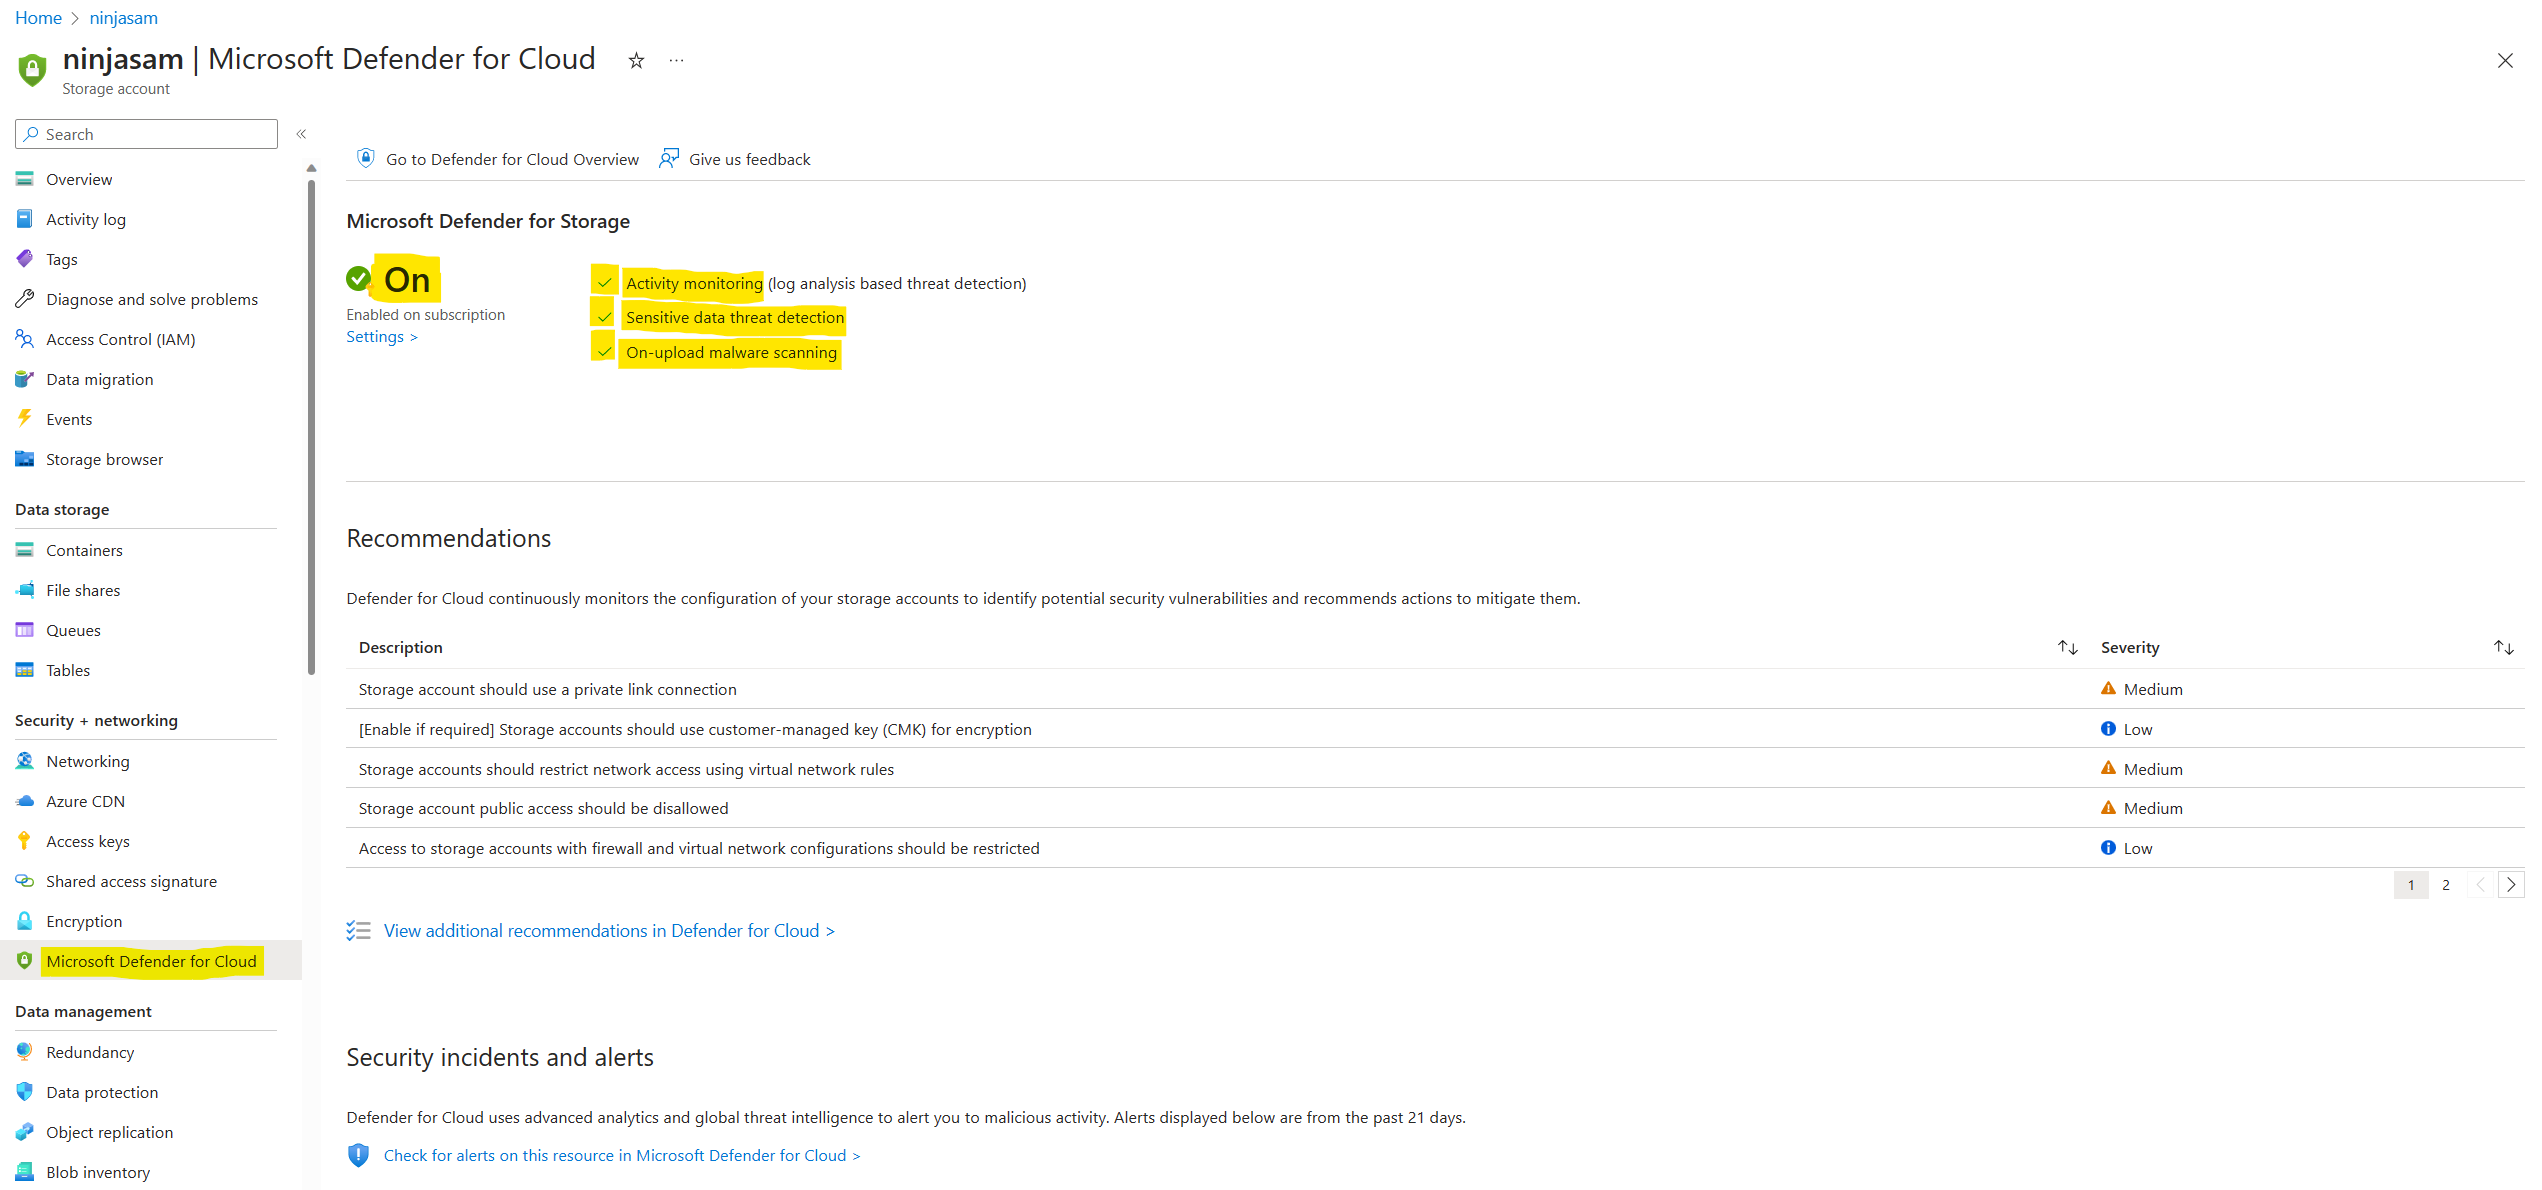 Home > ninjasam
ninjasam | Microsoft Defender for Cloud
Storage account
Search
Overview
Activity log
Tags
Diagnose and solve problems
Access Control (IAM)
Data migration
Events
Storage browser
Data storage
Containers
File shares
Queues
Tables
Security + networking
Networking
Azure CDN
Access keys
Shared access signature
Encryption
Microsoft Defender for Cloud
Data management
Redundancy
Data protection
Object replication
Blob inventory
Go to Defender for Cloud Overview Give us feedback
Microsoft Defender for Storage
On
Enabled on subscription
Settings >
Activity monitoring (log analysis based threat detection)
Sensitive data threat detection
On-upload malware scanning
Recommendations
Defender for Cloud continuously monitors the configuration of your storage accounts to identify potential security vulnerabilities and recommends actions to mitigate them.
Description Severity
Storage account should use a private link connection Medium
[Enable if required] Storage accounts should use customer-managed key (CMK) for encryption Low
Storage accounts should restrict network access using virtual network rules Medium
Storage account public access should be disallowed Medium
Access to storage accounts with firewall and virtual network configurations should be restricted Low
1 2
View additional recommendations in Defender for Cloud >
Security incidents and alerts
Defender for Cloud uses advanced analytics and global threat intelligence to alert you to malicious activity. Alerts displayed below are from the past 21 days.
Check for alerts on this resource in Microsoft Defender for Cloud >